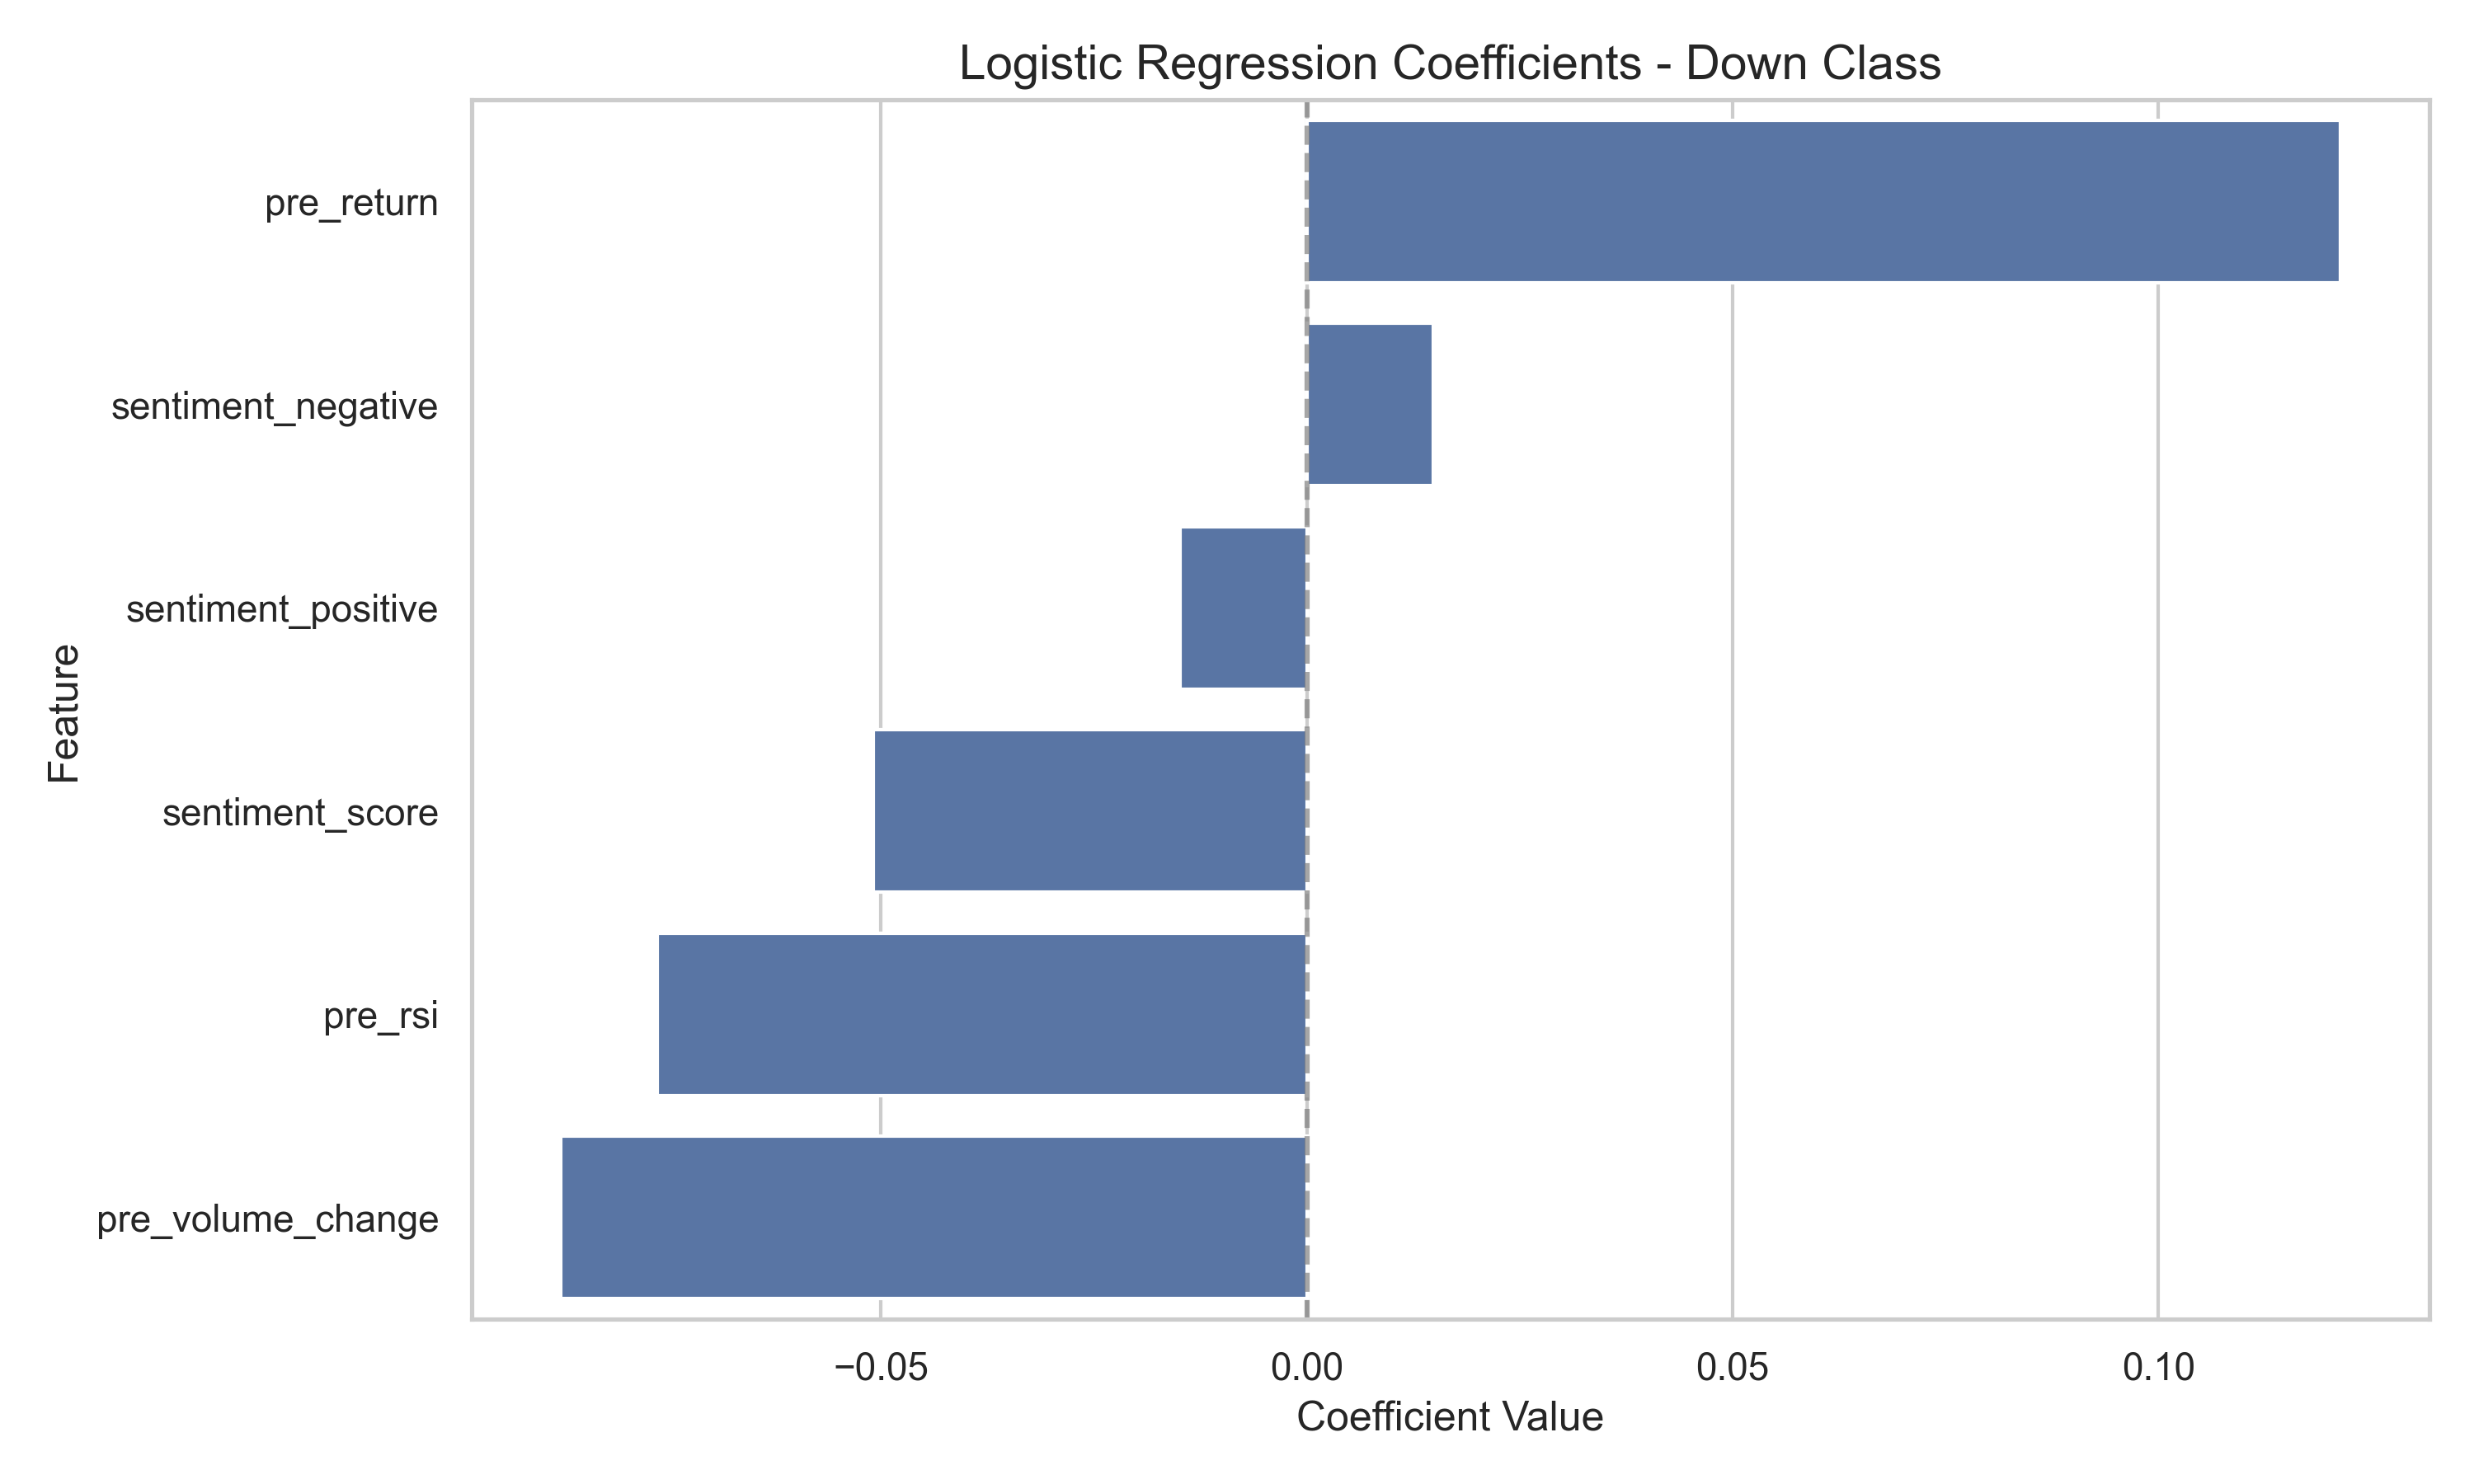 Logistic Regression Coefficients - Down Class
pre_return
sentiment_negative
sentiment_positive
sentiment_score
pre_rsi
pre_volume_change
Feature
−0.05 0.00 0.05 0.10
Coefficient Value